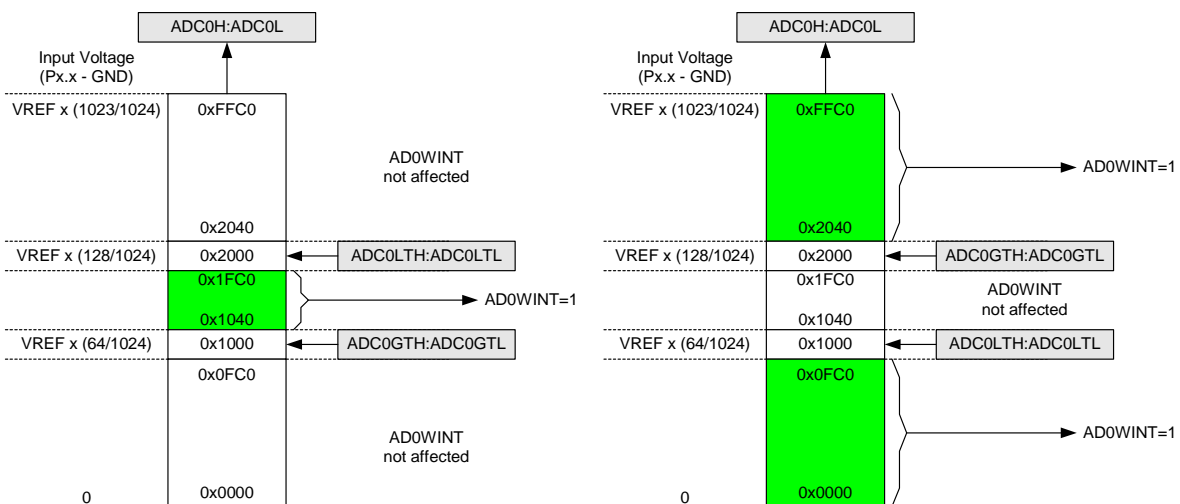 ADC0H:ADC0L
Input Voltage
(Px.x - GND)
VREF x (1023/1024)
0xFFC0
AD0WINT
not affected
0x2040
VREF x (128/1024)
0x2000
ADC0LTH:ADC0LTL
0x1FC0
AD0WINT=1
0x1040
VREF x (64/1024)
0x1000
ADC0GTH:ADC0GTL
0x0FC0
AD0WINT
not affected
0
0x0000
ADC0H:ADC0L
Input Voltage
(Px.x - GND)
VREF x (1023/1024)
0xFFC0
AD0WINT=1
0x2040
VREF x (128/1024)
0x2000
ADC0GTH:ADC0GTL
0x1FC0
AD0WINT
not affected
0x1040
VREF x (64/1024)
0x1000
ADC0LTH:ADC0LTL
0x0FC0
AD0WINT=1
0
0x0000